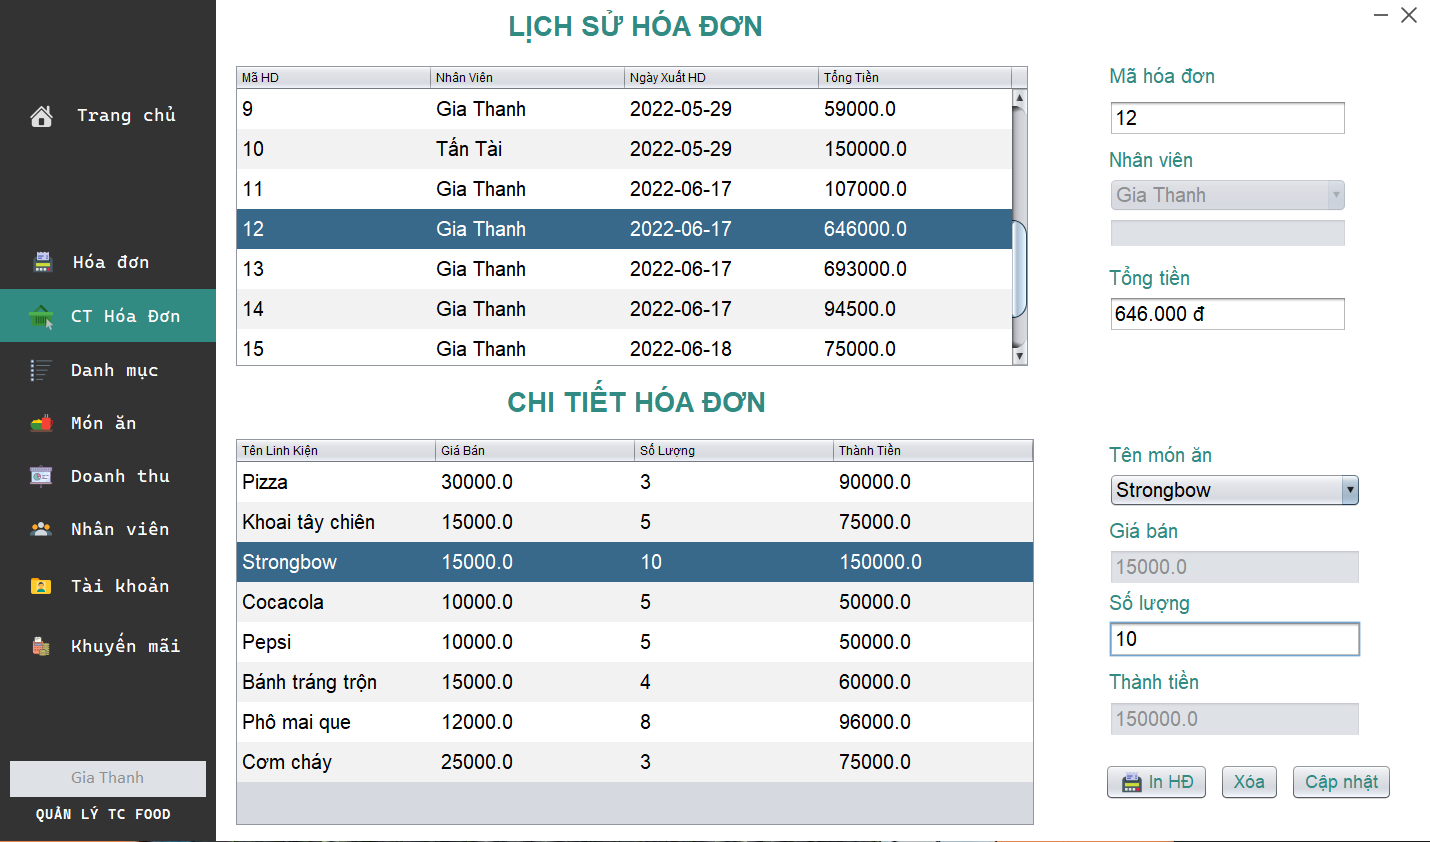 LỊCH SỬ HÓA ĐƠN
Trang chủ
Hóa đơn
CT Hóa Đơn
Danh mục
Món ăn
Doanh thu
Nhân viên
Tài khoản
Khuyến mãi
Gia Thanh
QUẢN LÝ TC FOOD
Mã HD Nhân Viên Ngày Xuất HD Tổng Tiền
9 Gia Thanh 2022-05-29 59000.0
10 Tấn Tài 2022-05-29 150000.0
11 Gia Thanh 2022-06-17 107000.0
12 Gia Thanh 2022-06-17 646000.0
13 Gia Thanh 2022-06-17 693000.0
14 Gia Thanh 2022-06-17 94500.0
15 Gia Thanh 2022-06-18 75000.0
Mã hóa đơn
12
Nhân viên
Gia Thanh
Tổng tiền
646.000 đ
CHI TIẾT HÓA ĐƠN
Tên Linh Kiện Giá Bán Số Lượng Thành Tiền
Pizza 30000.0 3 90000.0
Khoai tây chiên 15000.0 5 75000.0
Strongbow 15000.0 10 150000.0
Cocacola 10000.0 5 50000.0
Pepsi 10000.0 5 50000.0
Bánh tráng trộn 15000.0 4 60000.0
Phô mai que 12000.0 8 96000.0
Cơm cháy 25000.0 3 75000.0
Tên món ăn
Strongbow
Giá bán
15000.0
Số lượng
10
Thành tiền
150000.0
In HĐ Xóa Cập nhật